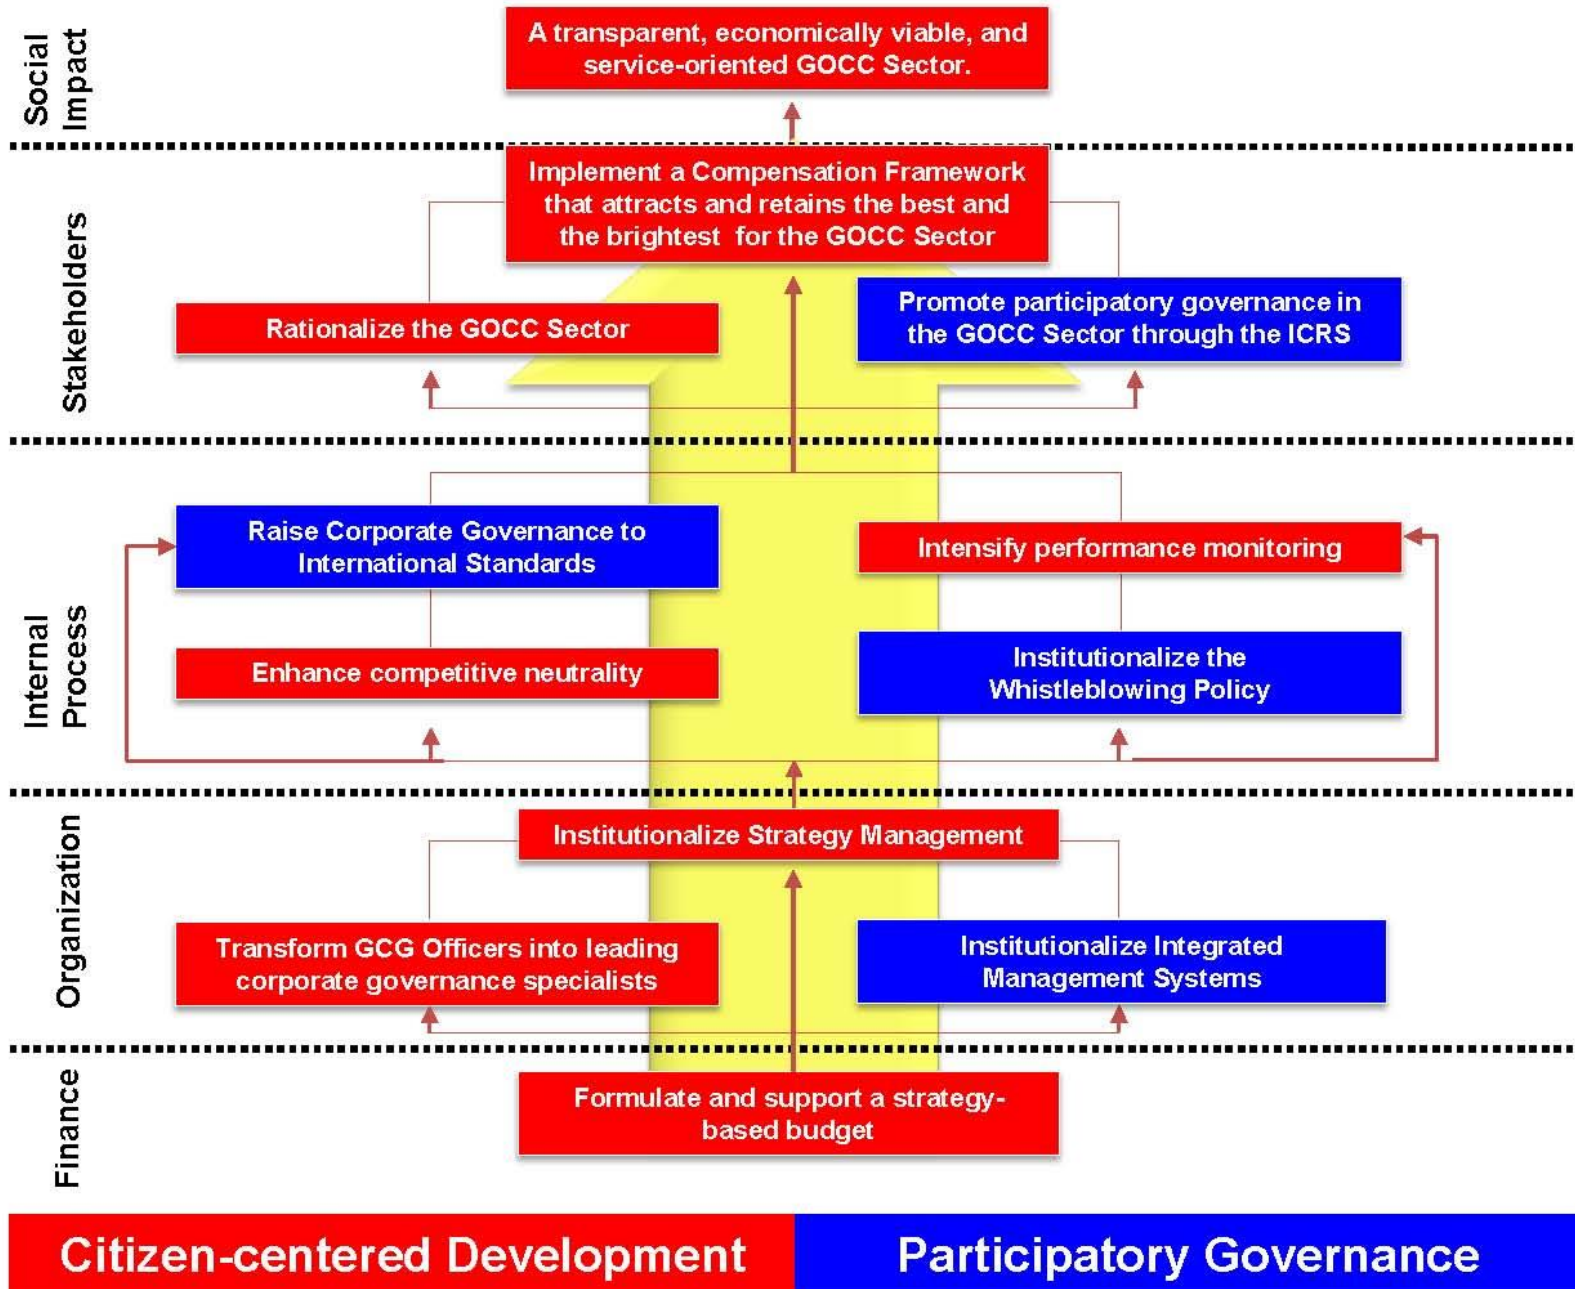 Social
Impact
A transparent, economically viable, and
service-oriented GOCC Sector.
Stakeholders
Implement a Compensation Framework
that attracts and retains the best and
the brightest for the GOCC Sector
Rationalize the GOCC Sector
Promote participatory governance in
the GOCC Sector through the ICRS
Internal
Process
Raise Corporate Governance to
International Standards
Intensify performance monitoring
Enhance competitive neutrality
Institutionalize the
Whistleblowing Policy
Organization
Institutionalize Strategy Management
Transform GCG Officers into leading
corporate governance specialists
Institutionalize Integrated
Management Systems
Finance
Formulate and support a strategy-
based budget
Citizen-centered Development
Participatory Governance